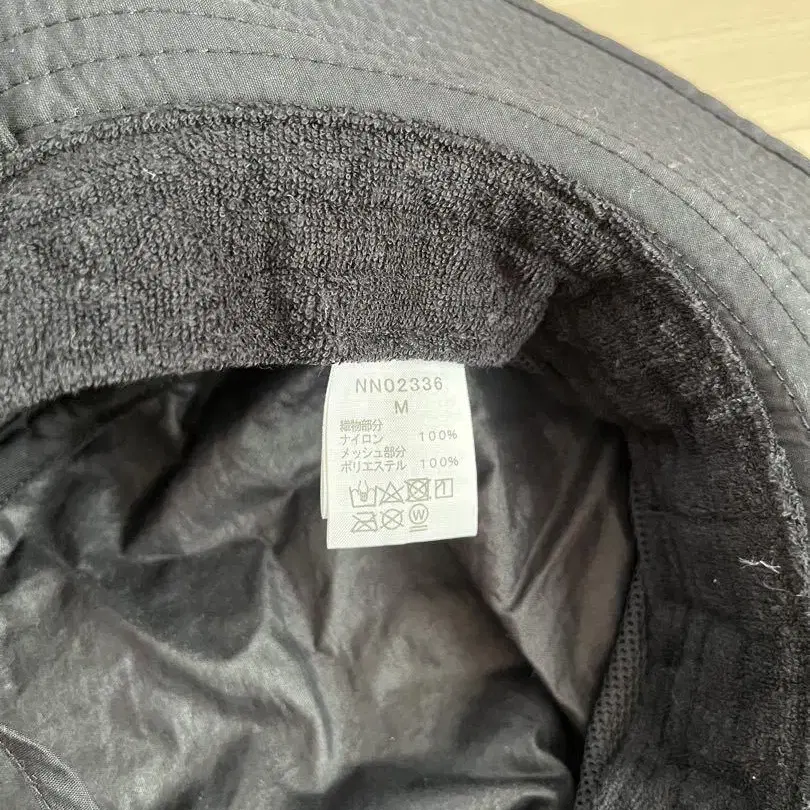 NN02336
M
織物部分
ナイロン 100%
メッシュ部分
ポリエステル 100%
W